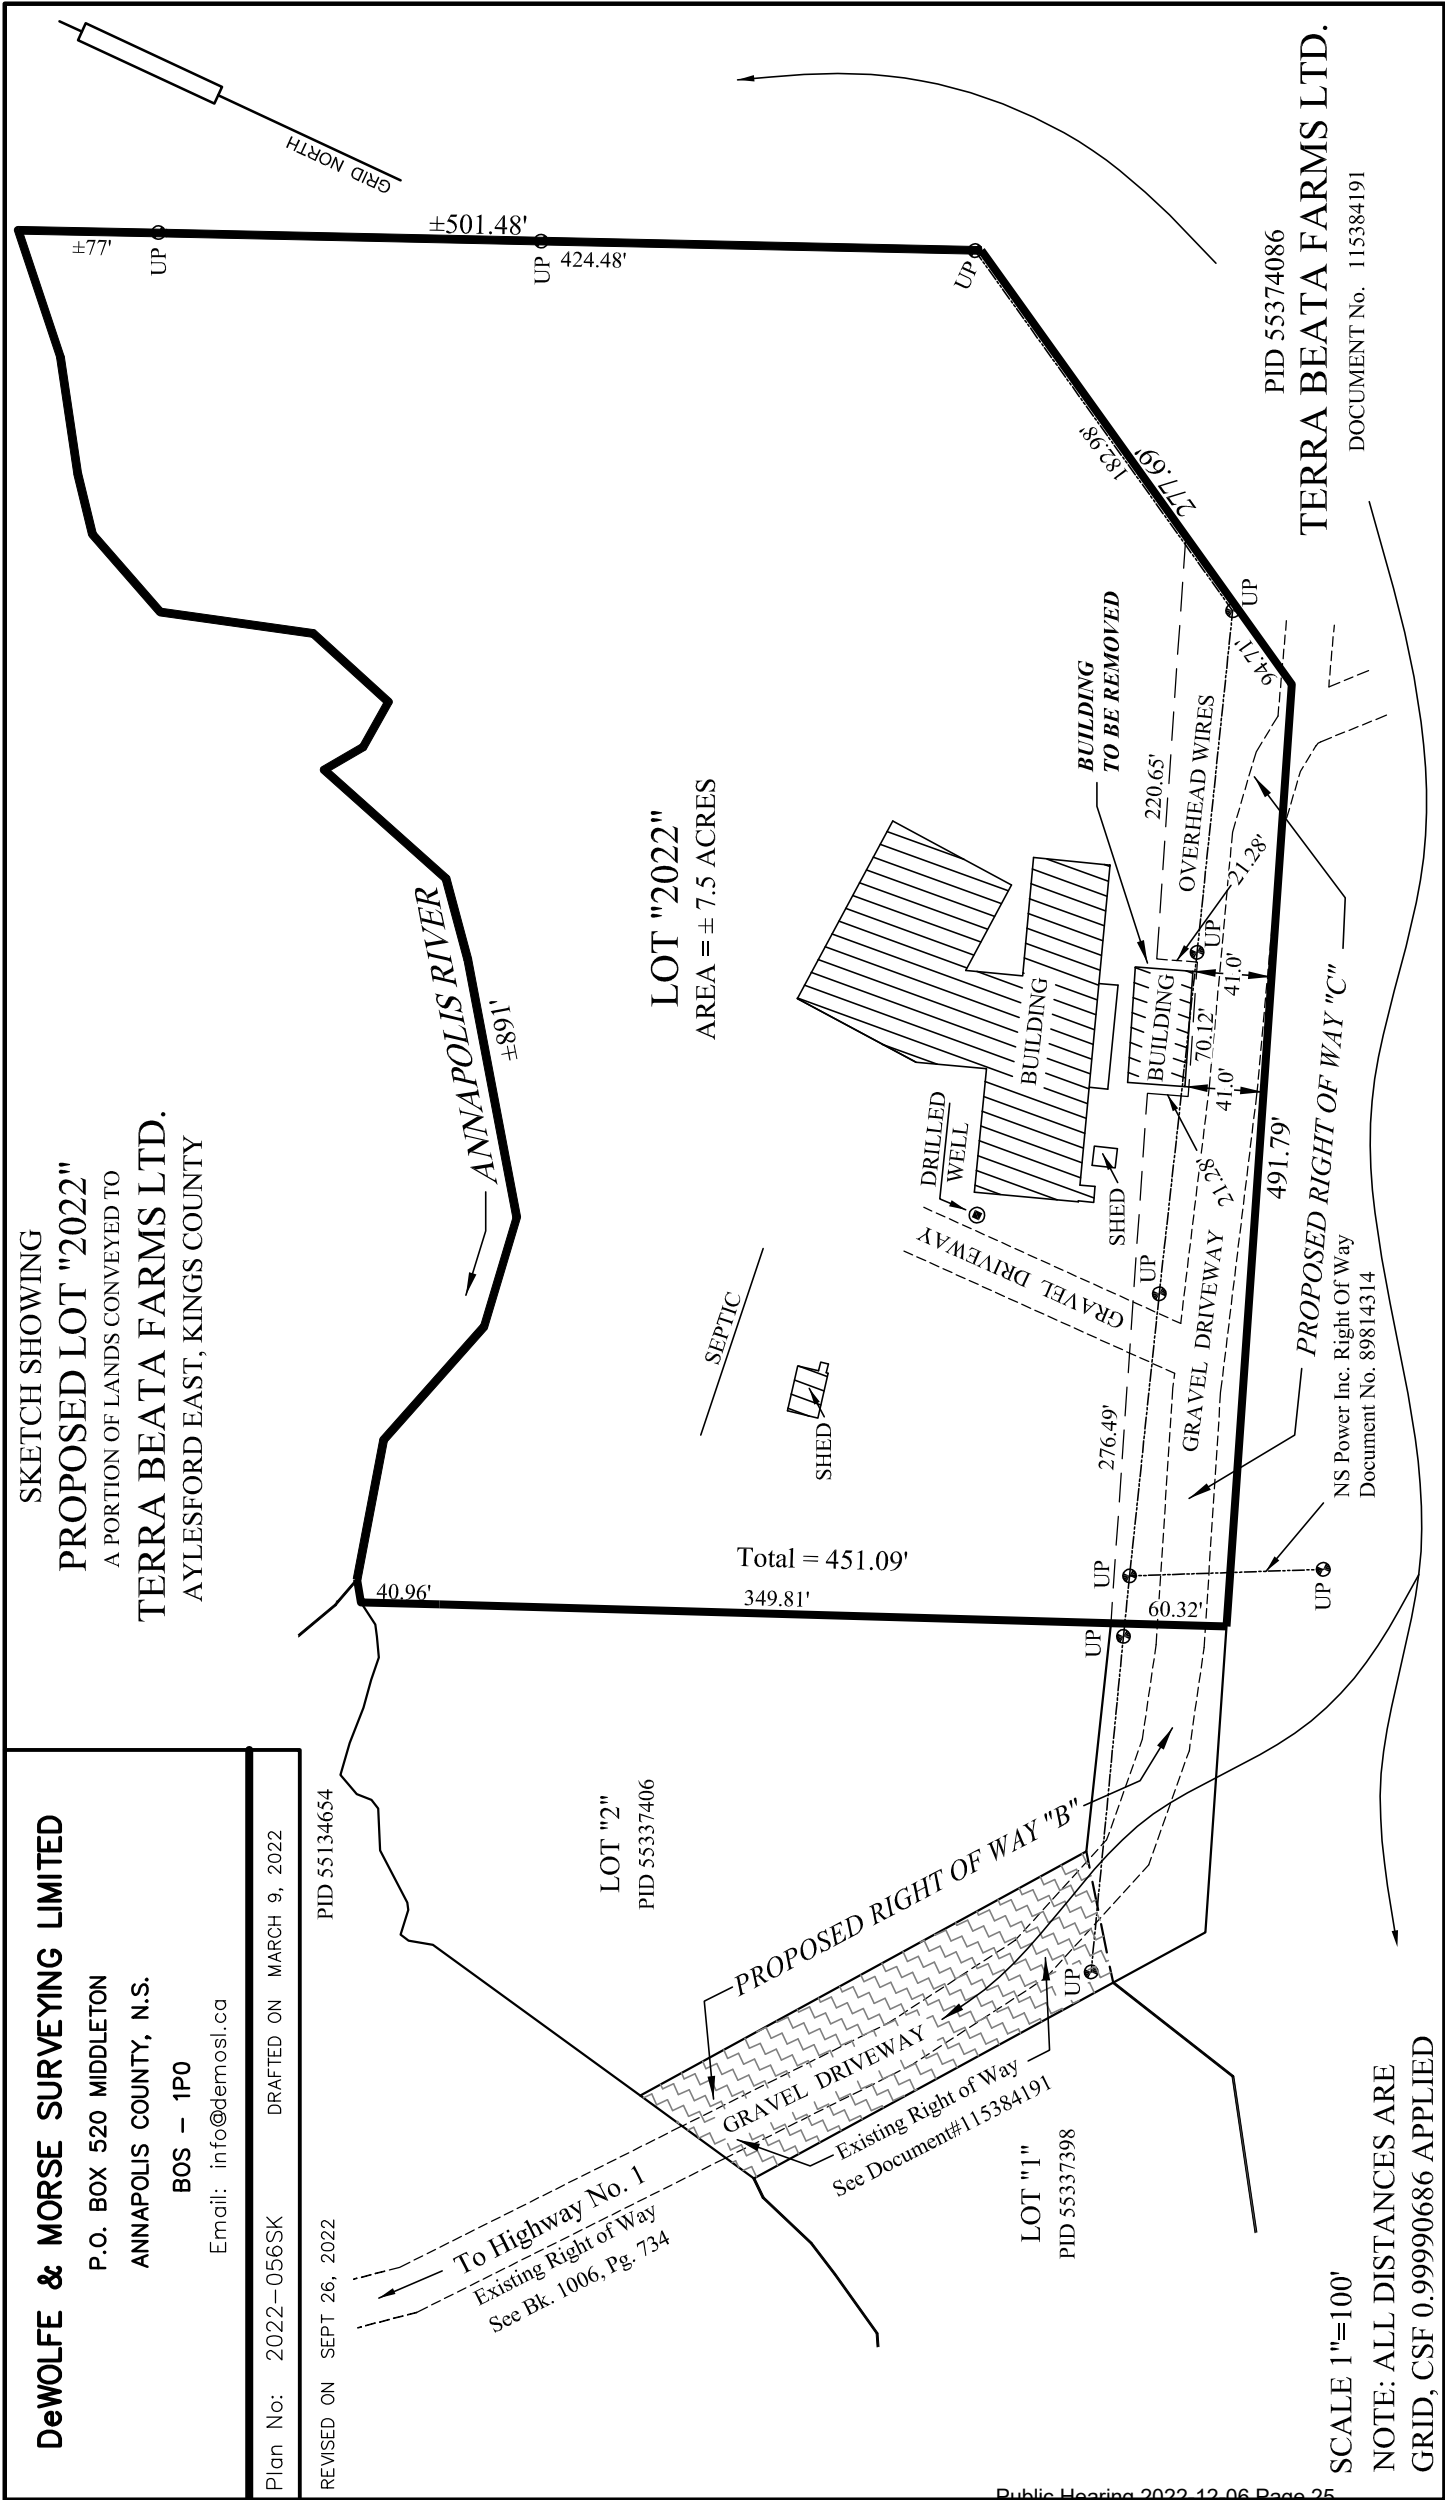 SKETCH SHOWING
PROPOSED LOT "2022"
A PORTION OF LANDS CONVEYED TO
TERRA BEATA FARMS LTD.
AYLESFORD EAST, KINGS COUNTY
DeWOLFE & MORSE SURVEYING LIMITED
P.O. BOX 520 MIDDLETON
ANNAPOLIS COUNTY, N.S.
BOS - 1P0
Email: info@demosl.ca
Plan No: 2022-056SK DRAFTED ON MARCH 9, 2022
REVISED ON SEPT 26, 2022
GRID NORTH
±77'
UP
±501.48'
UP
424.48'
UP
ANNAPOLIS RIVER
±891'
LOT "2022"
AREA = ± 7.5 ACRES
182.98'
277.69'
UP
94.71'
PID 55374086
TERRA BEATA FARMS LTD.
DOCUMENT No. 115384191
BUILDING
TO BE REMOVED
220.65'
OVERHEAD WIRES
21.28'
UP
BUILDING
BUILDING
70.12'
41.0'
41.0'
21.28
491.79'
DRILLED
WELL
SHED
GRAVEL DRIVEWAY
UP
GRAVEL DRIVEWAY
PROPOSED RIGHT OF WAY "C"
SEPTIC
SHED
276.49'
NS Power Inc. Right Of Way
Document No. 89814314
UP
UP
UP
Total = 451.09'
40.96'
349.81'
60.32'
PID 55134654
LOT "2"
PID 55337406
PROPOSED RIGHT OF WAY "B"
UP
GRAVEL DRIVEWAY
Existing Right of Way
See Document#115384191
To Highway No. 1
Existing Right of Way
See Bk. 1006, Pg. 734
LOT "1"
PID 55337398
SCALE 1"=100'
NOTE: ALL DISTANCES ARE
GRID, CSF 0.99990686 APPLIED
Public Hearing 2022-12-06 Page 25